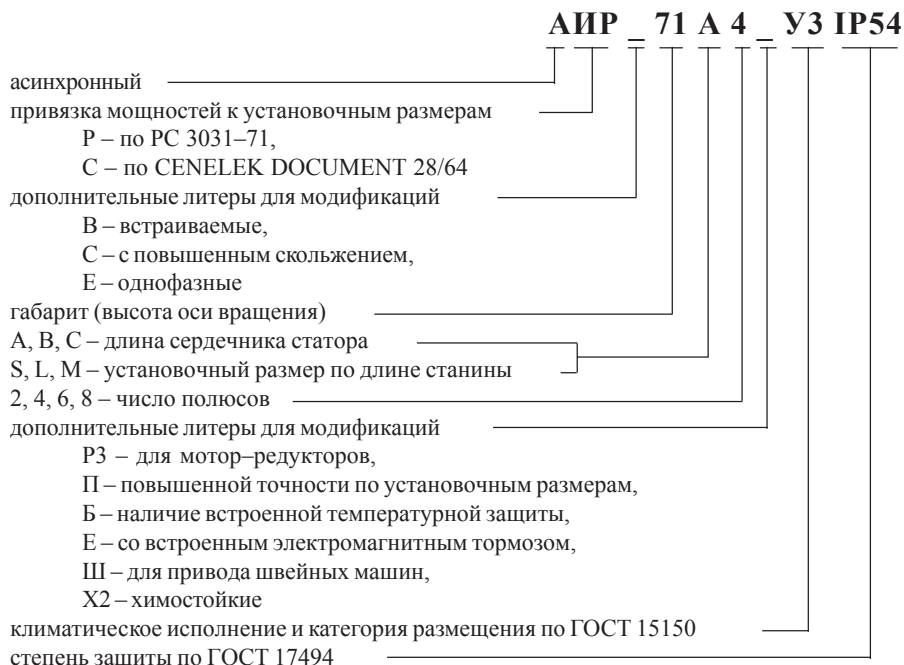 АИР _ 71 А 4 _ У3 IP54
асинхронный
привязка мощностей к установочным размерам
Р – по РС 3031–71,
С – по CENELEK DOCUMENT 28/64
дополнительные литеры для модификаций
В – встраиваемые,
С – с повышенным скольжением,
Е – однофазные
габарит (высота оси вращения)
А, В, С – длина сердечника статора
S, L, M – установочный размер по длине станины
2, 4, 6, 8 – число полюсов
дополнительные литеры для модификаций
Р3 – для мотор–редукторов,
П – повышенной точности по установочным размерам,
Б – наличие встроенной температурной защиты,
Е – со встроенным электромагнитным тормозом,
Ш – для привода швейных машин,
Х2 – химостойкие
климатическое исполнение и категория размещения по ГОСТ 15150
степень защиты по ГОСТ 17494